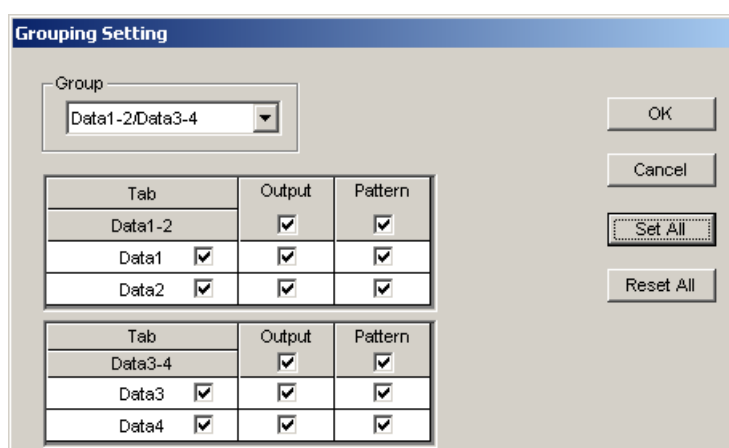 Grouping Setting
Group
Data1-2/Data3-4
OK
Cancel
Set All
Reset All
Tab Output Pattern
Data1-2
Data1
Data2
Tab Output Pattern
Data3-4
Data3
Data4